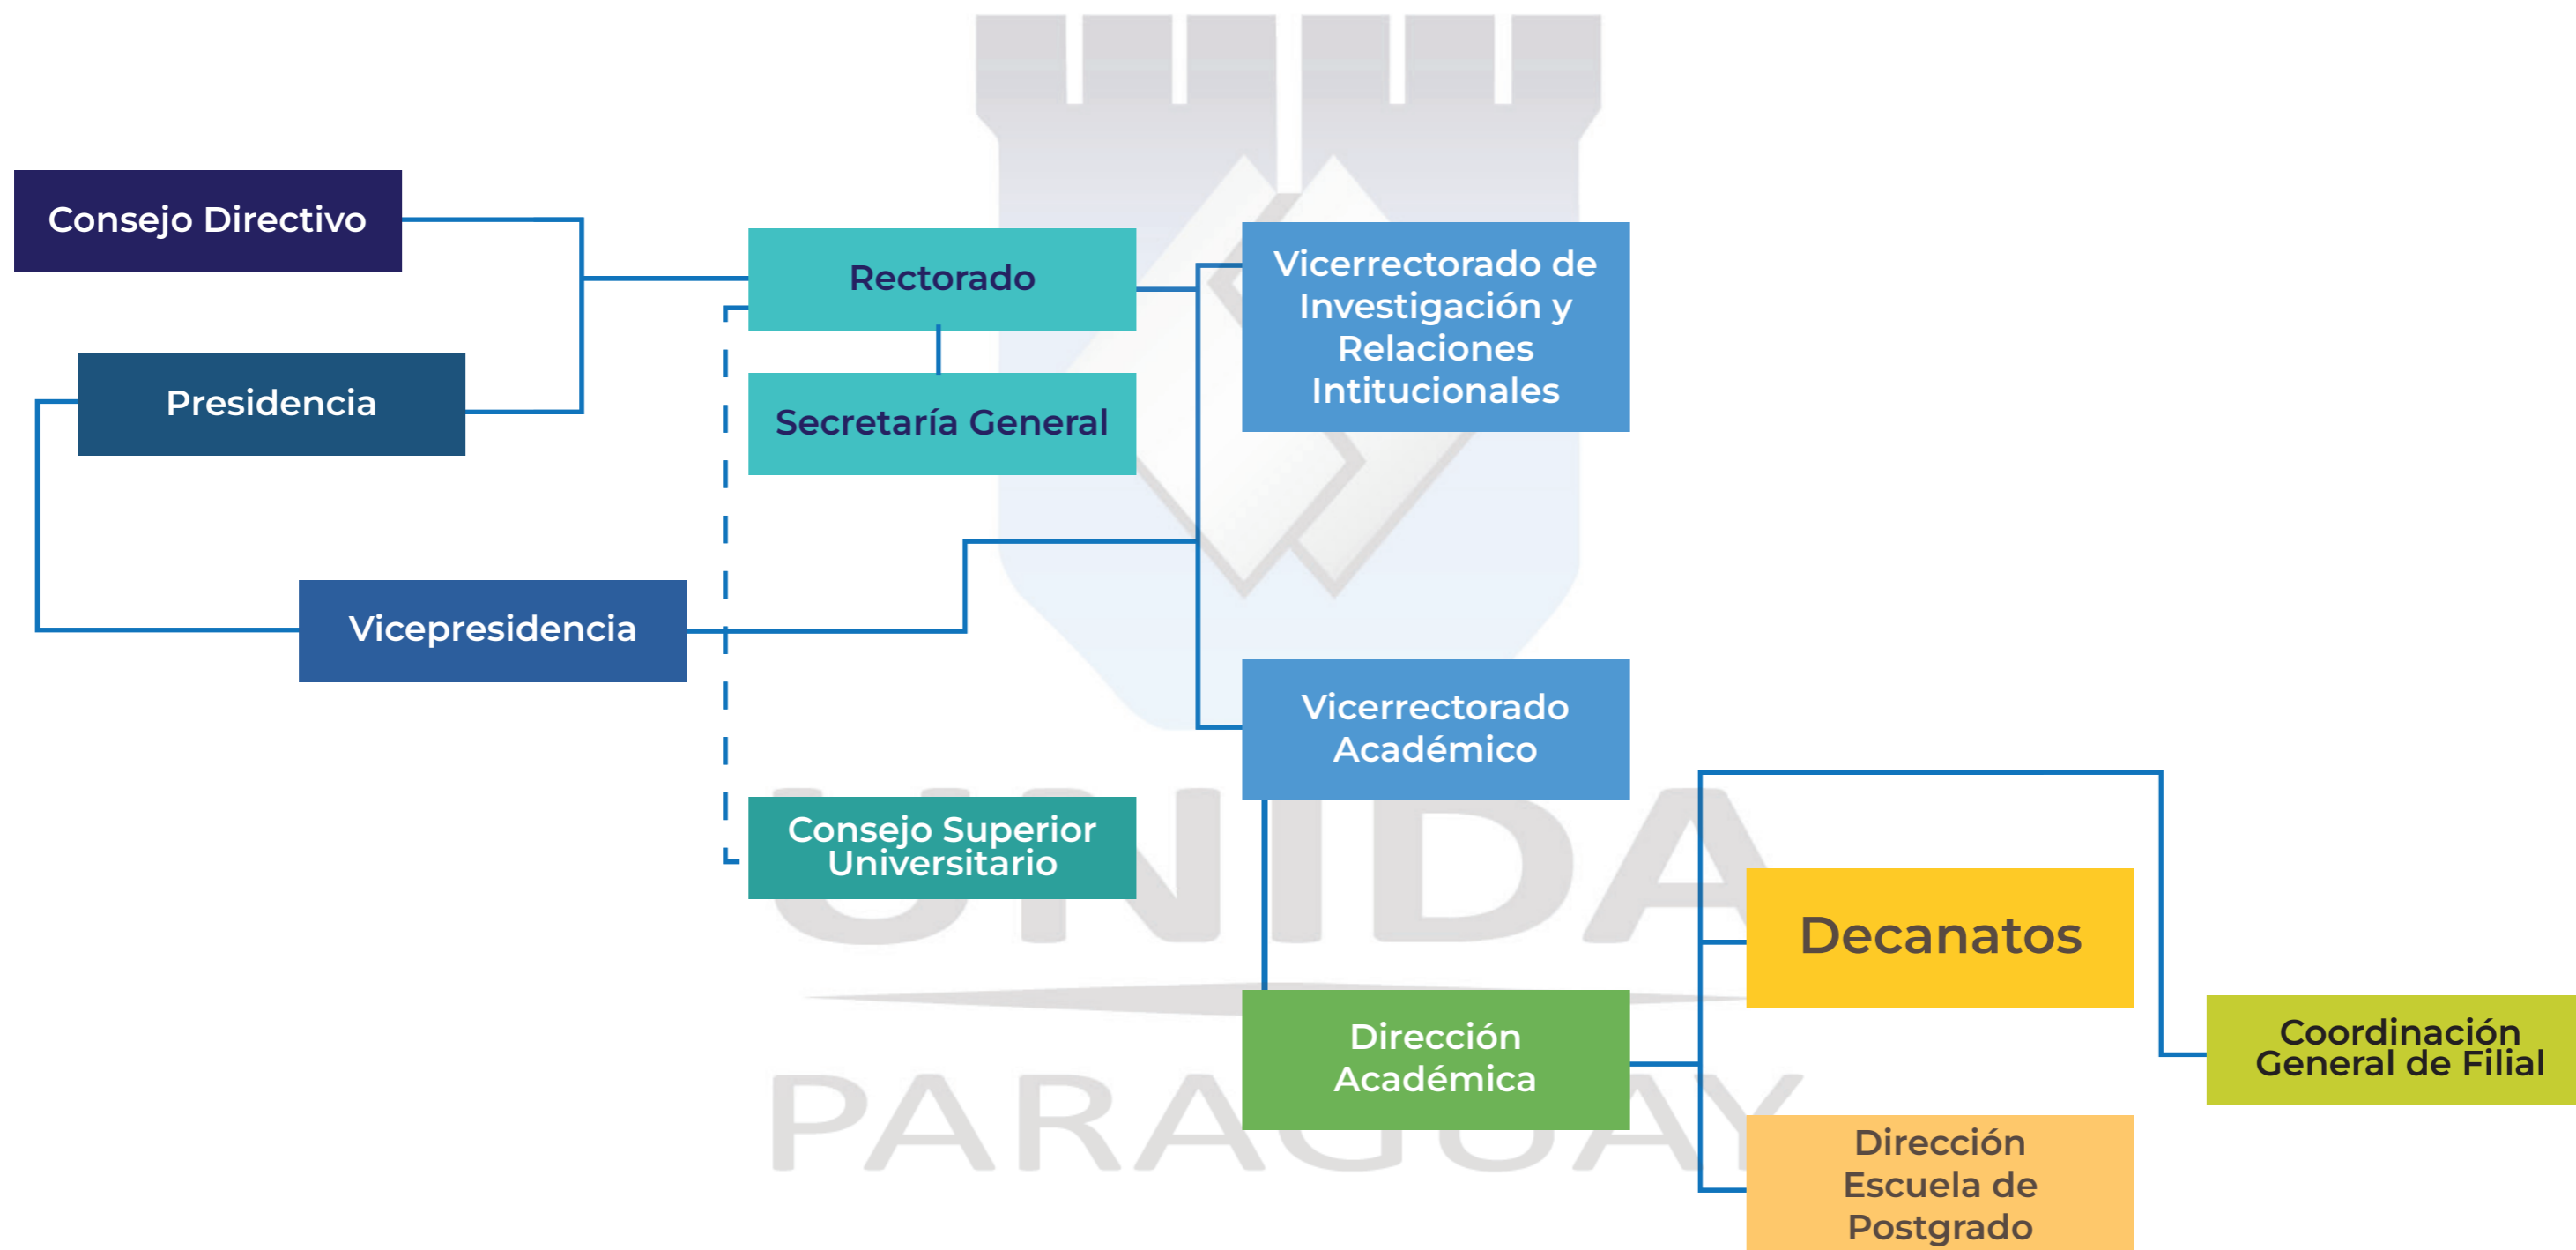 Consejo Directivo
Presidencia
Vicepresidencia
Rectorado
Secretaría General
Consejo Superior
Universitario
Vicerrectorado de
Investigación y
Relaciones
Intitucionales
Vicerrectorado
Académico
Dirección
Académica
Decanatos
Dirección
Escuela de
Postgrado
Coordinación
General de Filial
UNIDA
PARAGUAY